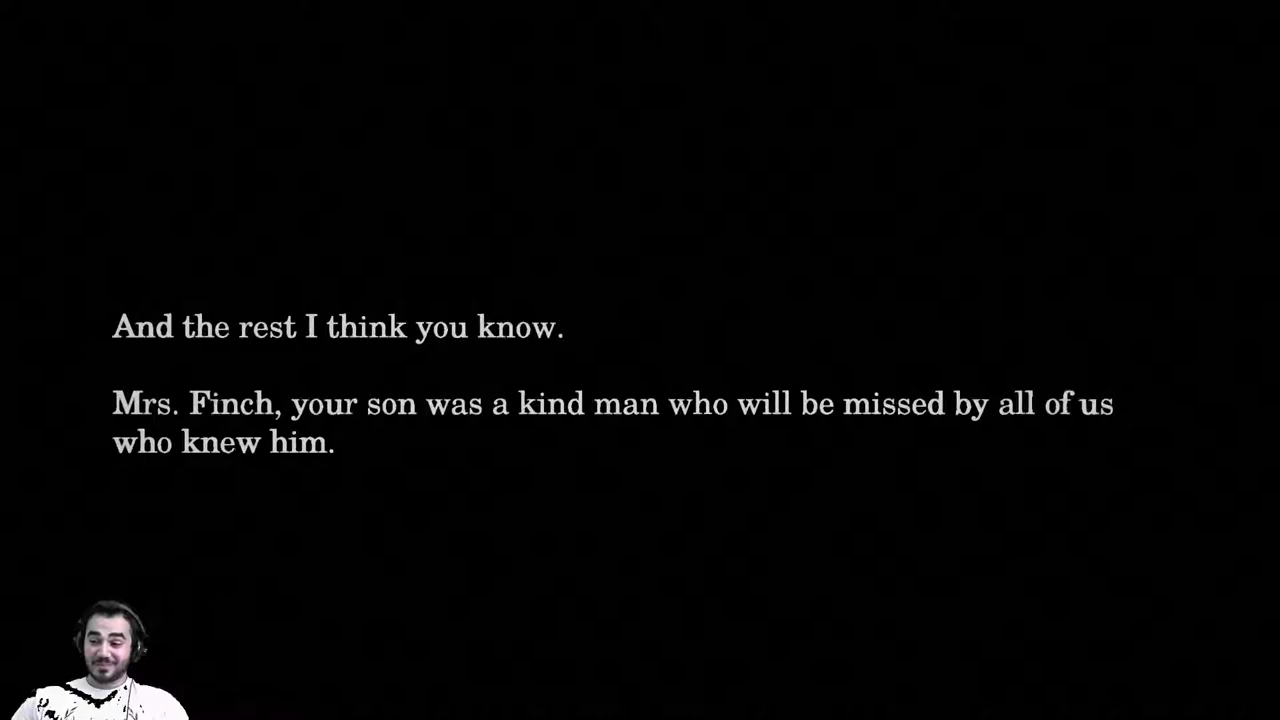 And the rest I think you know.
Mrs. Finch, your son was a kind man who will be missed by all of us
who knew him.